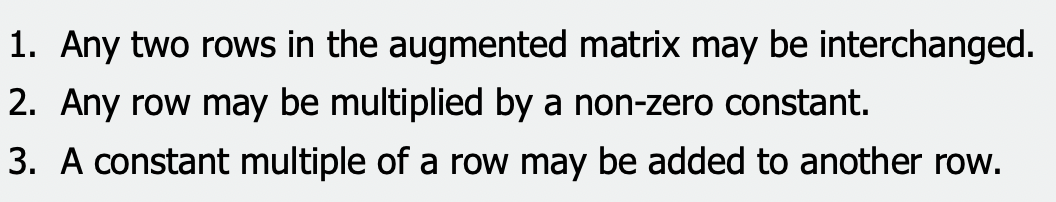 1. Any two rows in the augmented matrix may be interchanged.
2. Any row may be multiplied by a non-zero constant.
3. A constant multiple of a row may be added to another row.